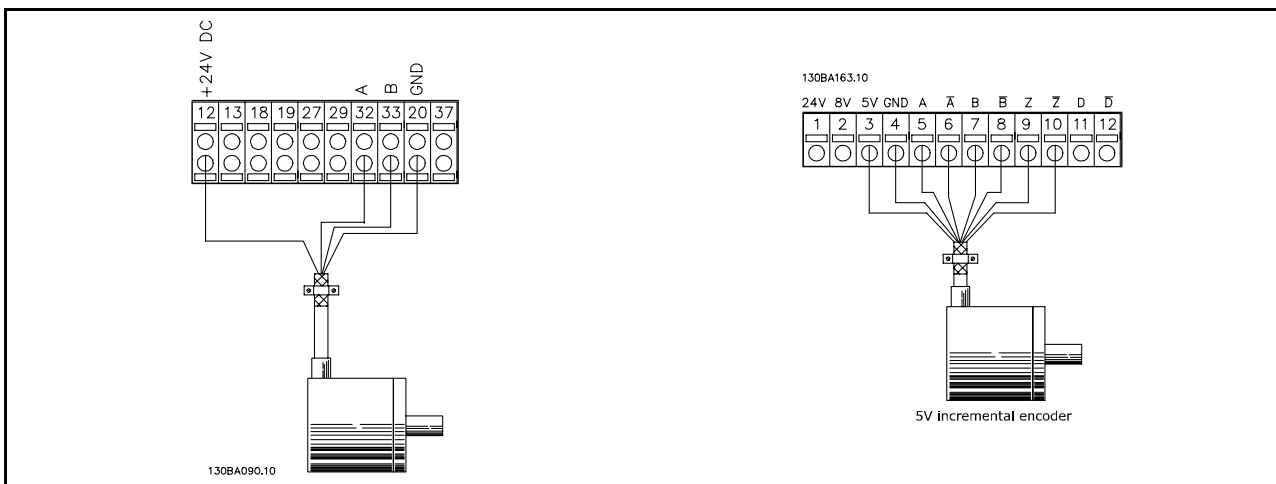 +24V DC
A
B
GND
12 13 18 19 27 29 32 33 20 37
130BA090.10
130BA163.10
24V 8V 5V GND A A̅ B B̅ Z Z̅ D D̅
1 2 3 4 5 6 7 8 9 10 11 12
5V incremental encoder